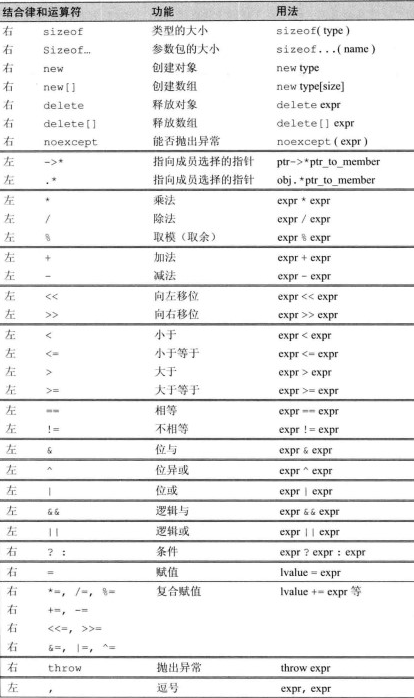 结合律和运算符 功能 用法
右 sizeof 类型的大小 sizeof( type )
右 Sizeof… 参数包的大小 sizeof...( name )
右 new 创建对象 new type
右 new[] 创建数组 new type[size]
右 delete 释放对象 delete expr
右 delete[] 释放数组 delete[] expr
右 noexcept 能否抛出异常 noexcept( expr )
左 ->* 指向成员选择的指针 ptr->*ptr_to_member
左 .* 指向成员选择的指针 obj.*ptr_to_member
左 * 乘法 expr * expr
左 / 除法 expr / expr
左 % 取模（取余） expr % expr
左 + 加法 expr + expr
左 - 减法 expr - expr
左 << 向左移位 expr << expr
左 >> 向右移位 expr >> expr
左 < 小于 expr < expr
左 <= 小于等于 expr <= expr
左 > 大于 expr > expr
左 >= 大于等于 expr >= expr
左 == 相等 expr == expr
左 != 不相等 expr != expr
左 & 位与 expr & expr
左 ^ 位异或 expr ^ expr
左 | 位或 expr | expr
左 && 逻辑与 expr && expr
左 || 逻辑或 expr || expr
右 ? : 条件 expr ? expr : expr
右 = 赋值 lvalue = expr
右 *=, /=, %= 复合赋值 lvalue += expr 等
右 +=, -=
右 <<=, >>=
右 &=, |=, ^=
右 throw 抛出异常 throw expr
左 , 逗号 expr, expr